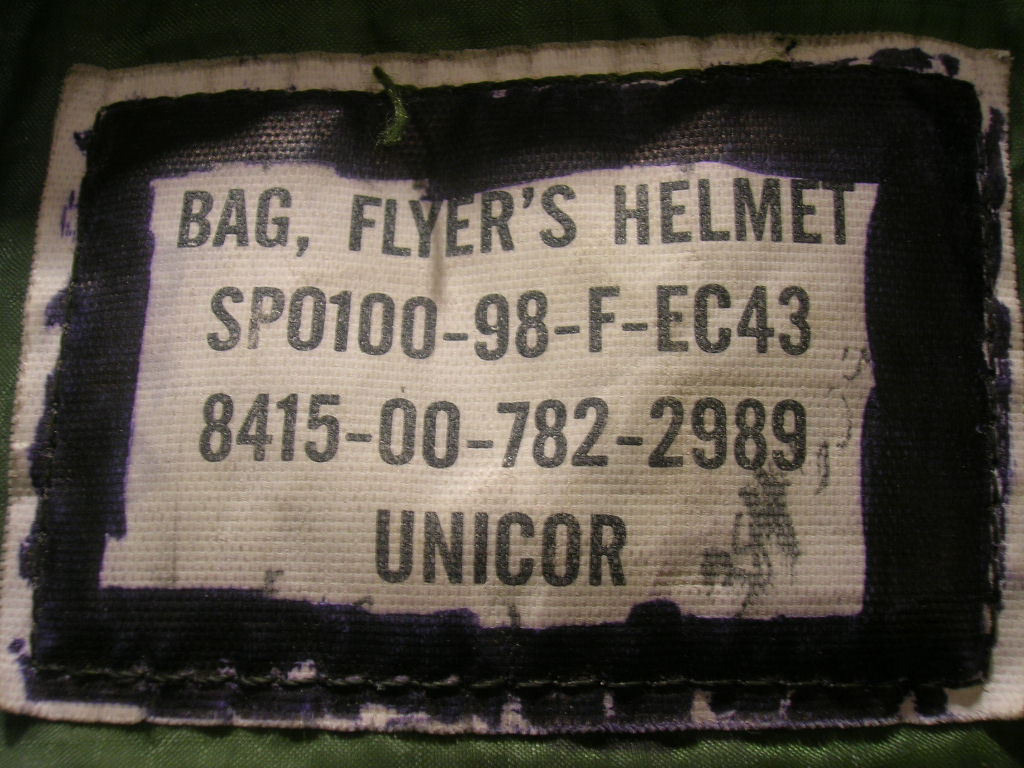 BAG, FLYER'S HELMET
SP0100-98-F-EC43
8415-00-782-2989
UNICOR